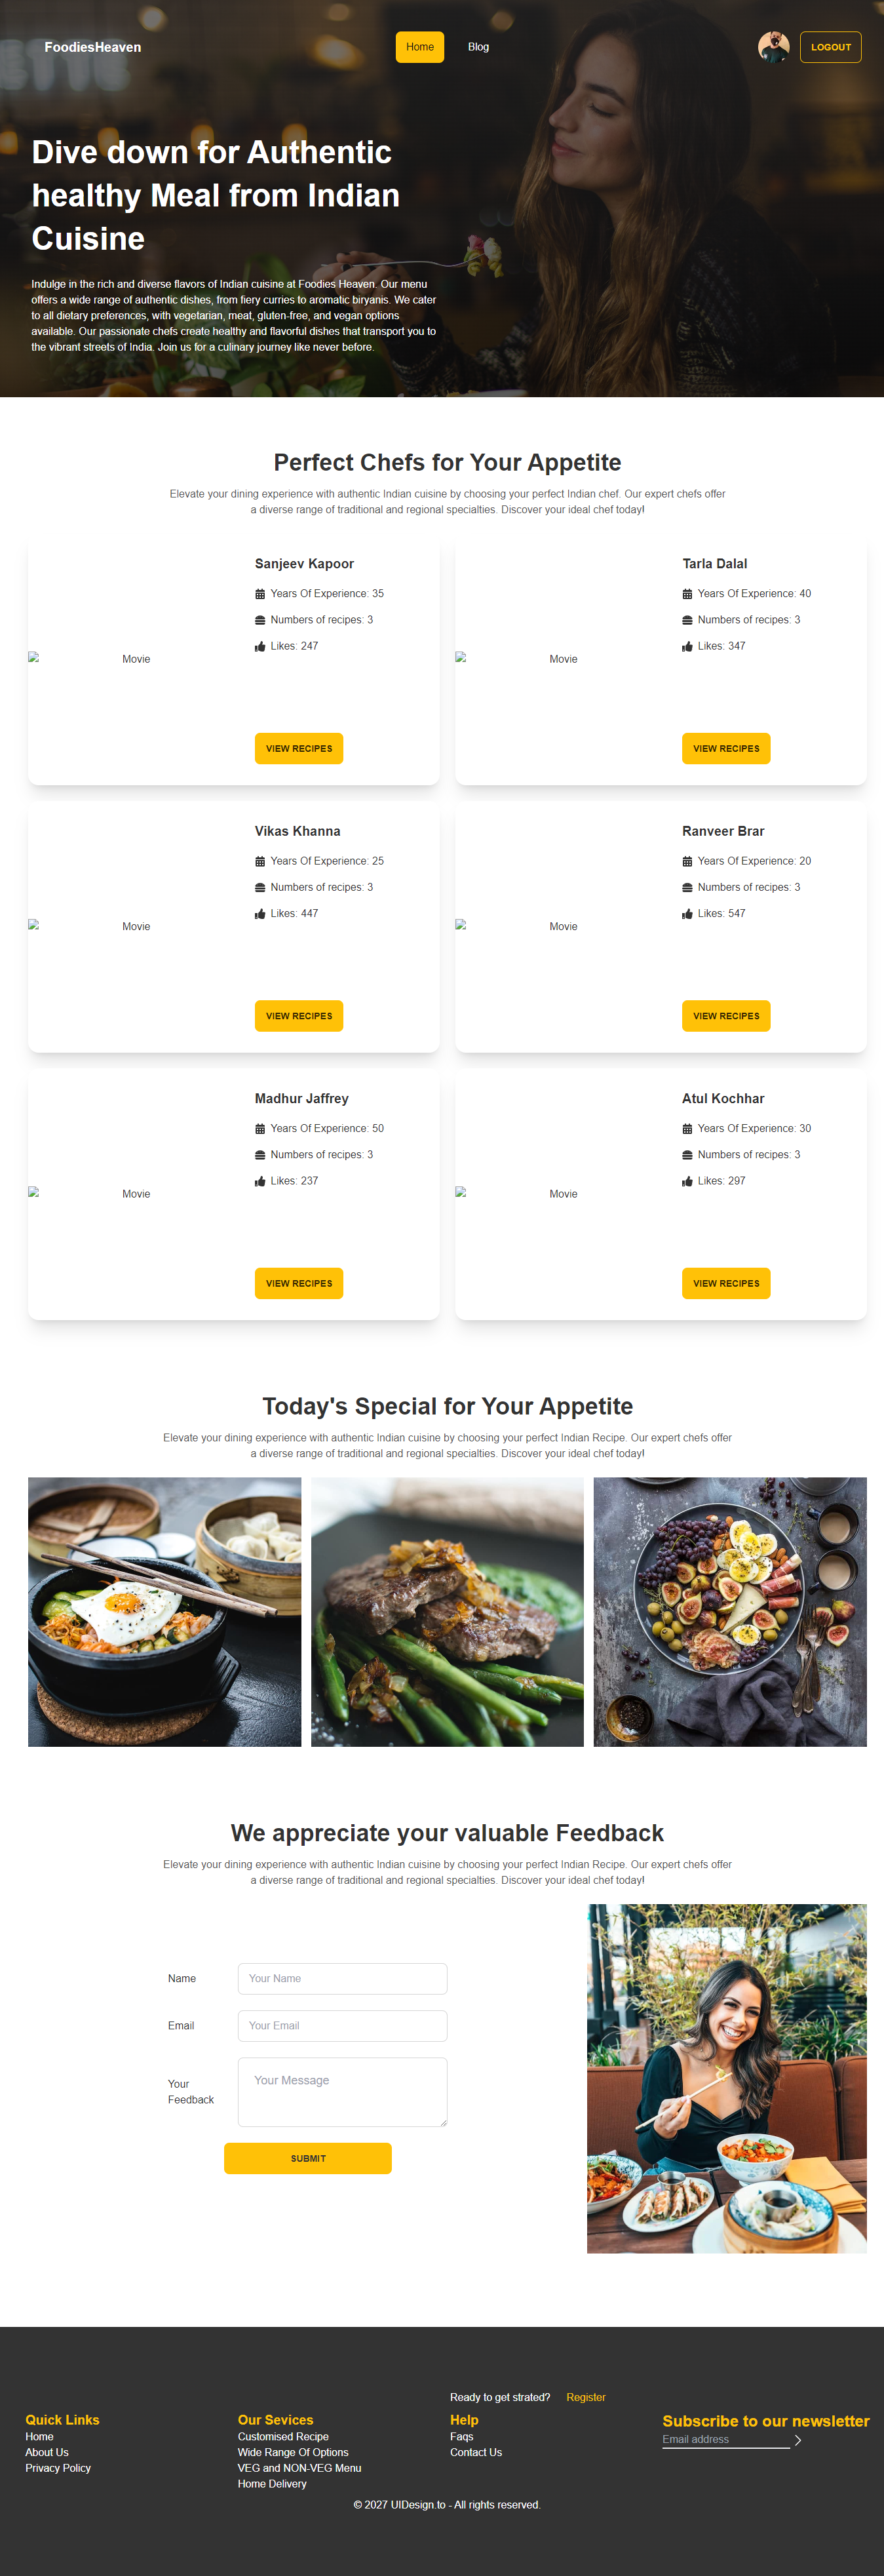 FoodiesHeaven
Home
Blog
LOGOUT
Dive down for Authentic
healthy Meal from Indian
Cuisine
Indulge in the rich and diverse flavors of Indian cuisine at Foodies Heaven. Our menu
offers a wide range of authentic dishes, from fiery curries to aromatic biryanis. We cater
to all dietary preferences, with vegetarian, meat, gluten-free, and vegan options
available. Our passionate chefs create healthy and flavorful dishes that transport you to
the vibrant streets of India. Join us for a culinary journey like never before.
Perfect Chefs for Your Appetite
Elevate your dining experience with authentic Indian cuisine by choosing your perfect Indian chef. Our expert chefs offer
a diverse range of traditional and regional specialties. Discover your ideal chef today!
Movie
Sanjeev Kapoor
Years Of Experience: 35
Numbers of recipes: 3
Likes: 247
VIEW RECIPES
Movie
Tarla Dalal
Years Of Experience: 40
Numbers of recipes: 3
Likes: 347
VIEW RECIPES
Movie
Vikas Khanna
Years Of Experience: 25
Numbers of recipes: 3
Likes: 447
VIEW RECIPES
Movie
Ranveer Brar
Years Of Experience: 20
Numbers of recipes: 3
Likes: 547
VIEW RECIPES
Movie
Madhur Jaffrey
Years Of Experience: 50
Numbers of recipes: 3
Likes: 237
VIEW RECIPES
Movie
Atul Kochhar
Years Of Experience: 30
Numbers of recipes: 3
Likes: 297
VIEW RECIPES
Today's Special for Your Appetite
Elevate your dining experience with authentic Indian cuisine by choosing your perfect Indian Recipe. Our expert chefs offer
a diverse range of traditional and regional specialties. Discover your ideal chef today!
We appreciate your valuable Feedback
Elevate your dining experience with authentic Indian cuisine by choosing your perfect Indian Recipe. Our expert chefs offer
a diverse range of traditional and regional specialties. Discover your ideal chef today!
Name
Your Name
Email
Your Email
Your
Feedback
Your Message
SUBMIT
Ready to get strated?
Register
Quick Links
Home
About Us
Privacy Policy
Our Sevices
Customised Recipe
Wide Range Of Options
VEG and NON-VEG Menu
Home Delivery
Help
Faqs
Contact Us
Subscribe to our newsletter
Email address
© 2027 UIDesign.to - All rights reserved.